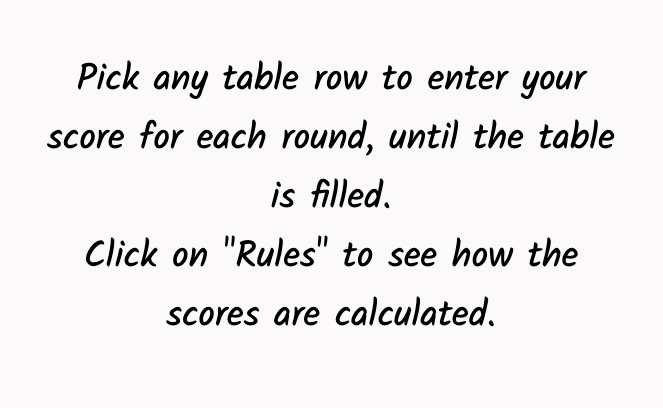 Pick any table row to enter your
score for each round, until the table
is filled.
Click on "Rules" to see how the
scores are calculated.